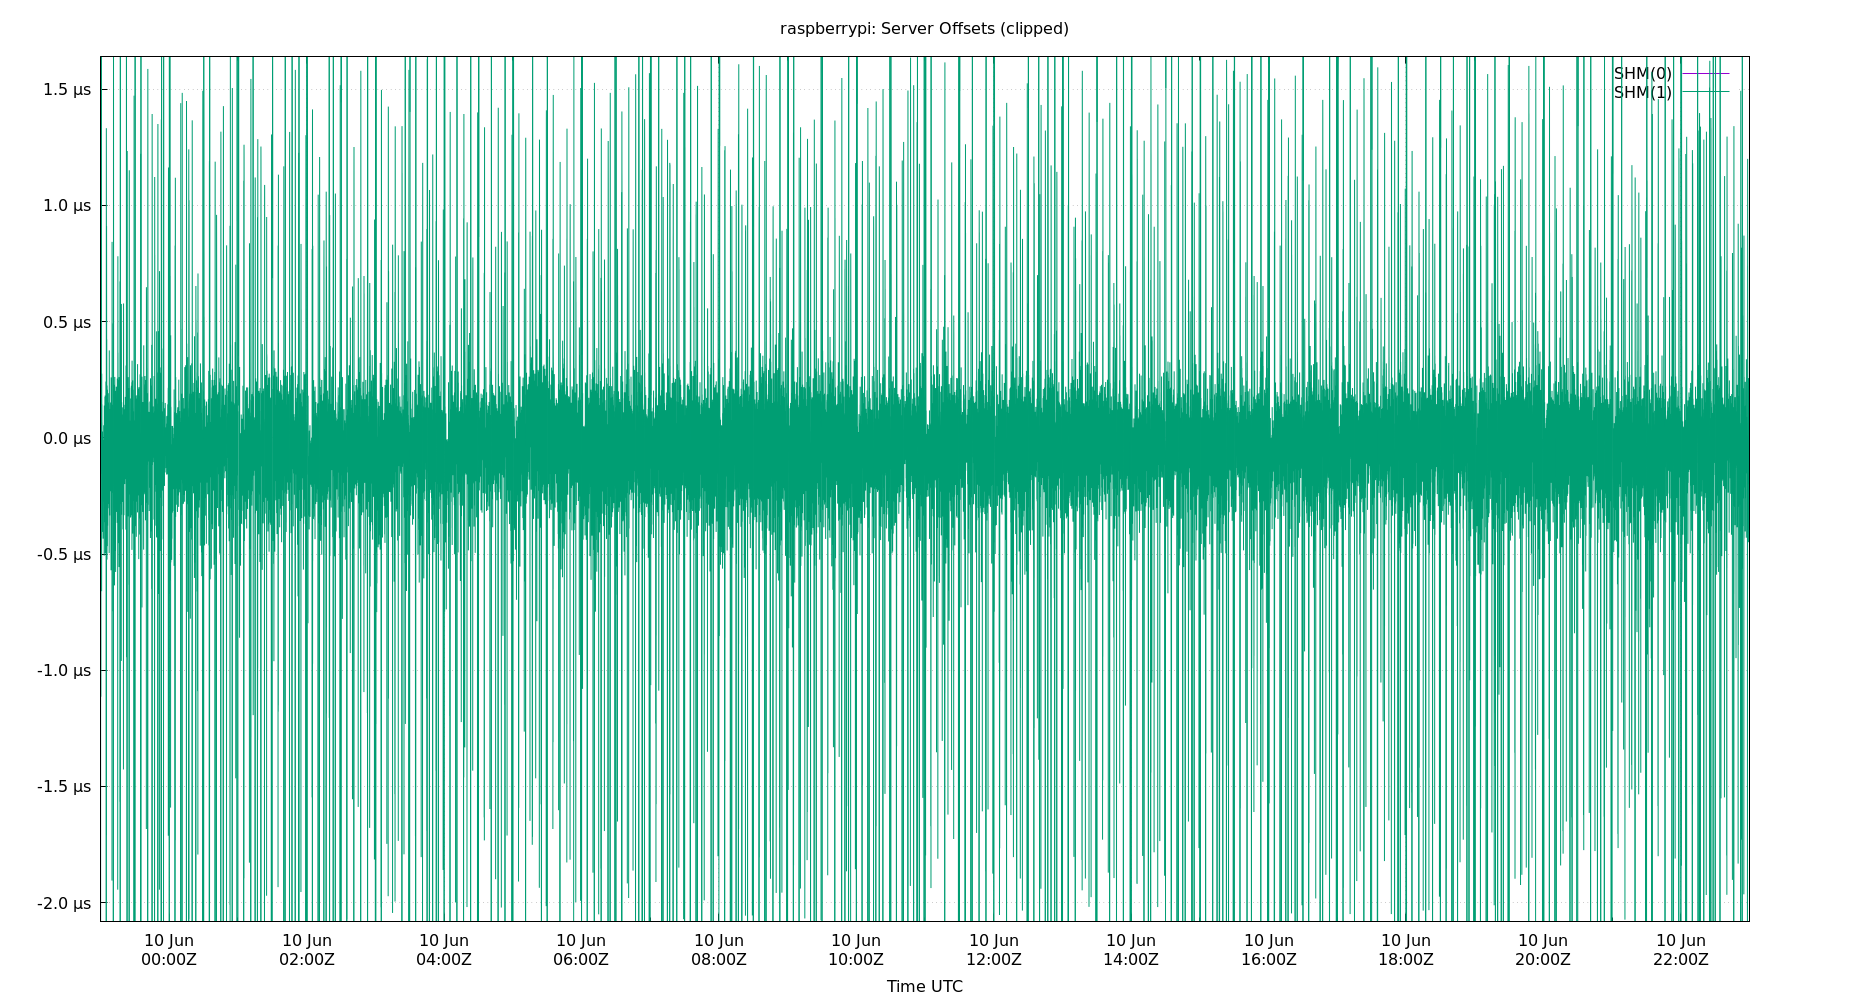 raspberrypi: Server Offsets (clipped)
SHM(0)
SHM(1)
1.5 µs
1.0 µs
0.5 µs
0.0 µs
-0.5 µs
-1.0 µs
-1.5 µs
-2.0 µs
10 Jun 10 Jun 10 Jun 10 Jun 10 Jun 10 Jun 10 Jun 10 Jun 10 Jun 10 Jun 10 Jun 10 Jun
00:00Z 02:00Z 04:00Z 06:00Z 08:00Z 10:00Z 12:00Z 14:00Z 16:00Z 18:00Z 20:00Z 22:00Z
Time UTC